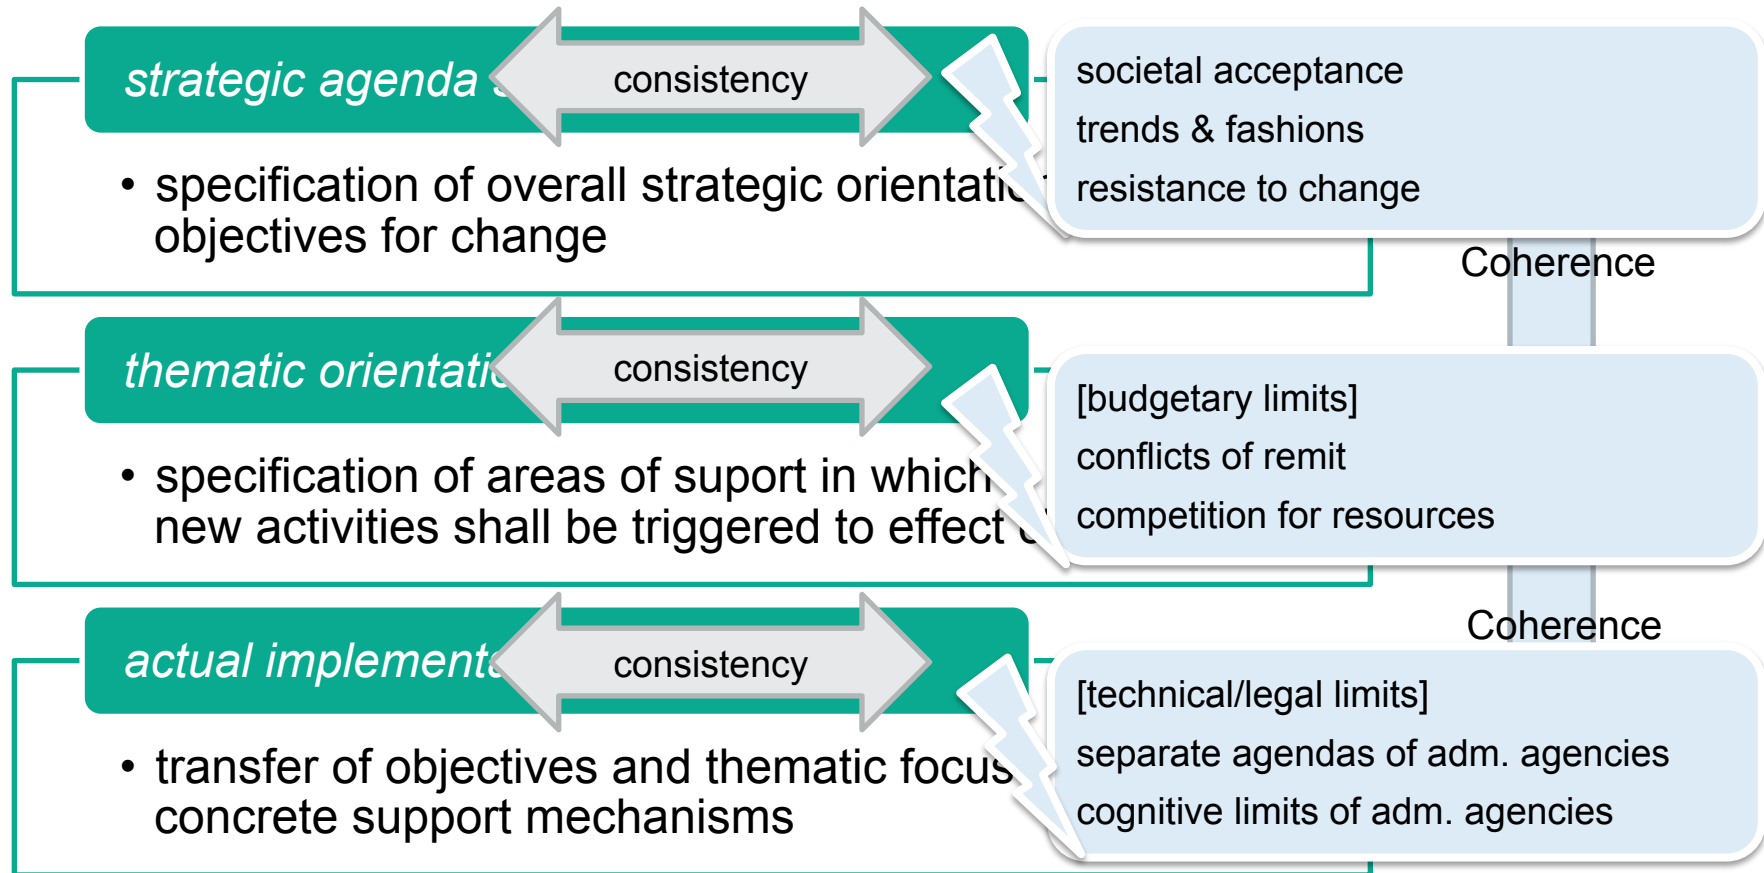 strategic agenda
consistency
societal acceptance
trends & fashions
resistance to change
• specification of overall strategic
objectives for change
Coherence
thematic
consistency
[budgetary limits]
conflicts of remit
competition for resources
• specification of areas of suport in which
new activities shall be triggered to effect
Coherence
actual
consistency
[technical/legal limits]
separate agendas of adm. agencies
cognitive limits of adm. agencies
• transfer of objectives and thematic focus
concrete support mechanisms